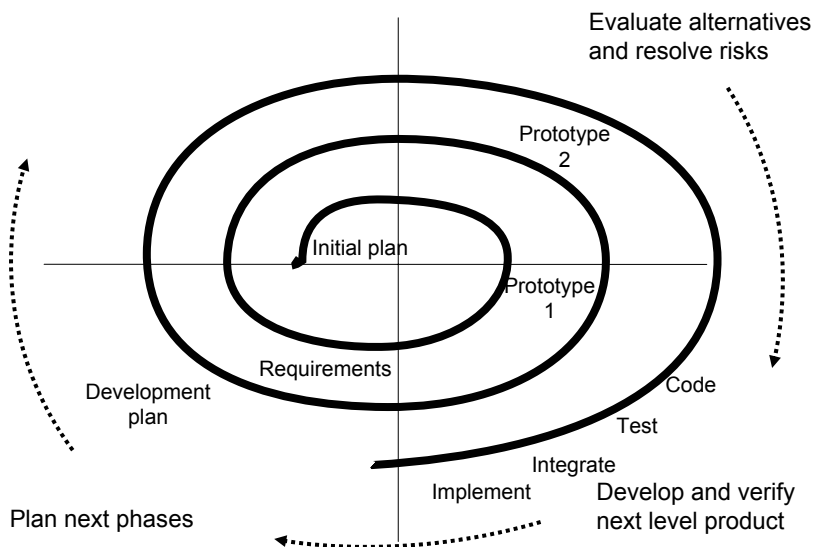 Evaluate alternatives
and resolve risks
Prototype
2
Initial plan
Prototype
1
Requirements
Development
plan
Code
Test
Integrate
Implement
Develop and verify
next level product
Plan next phases